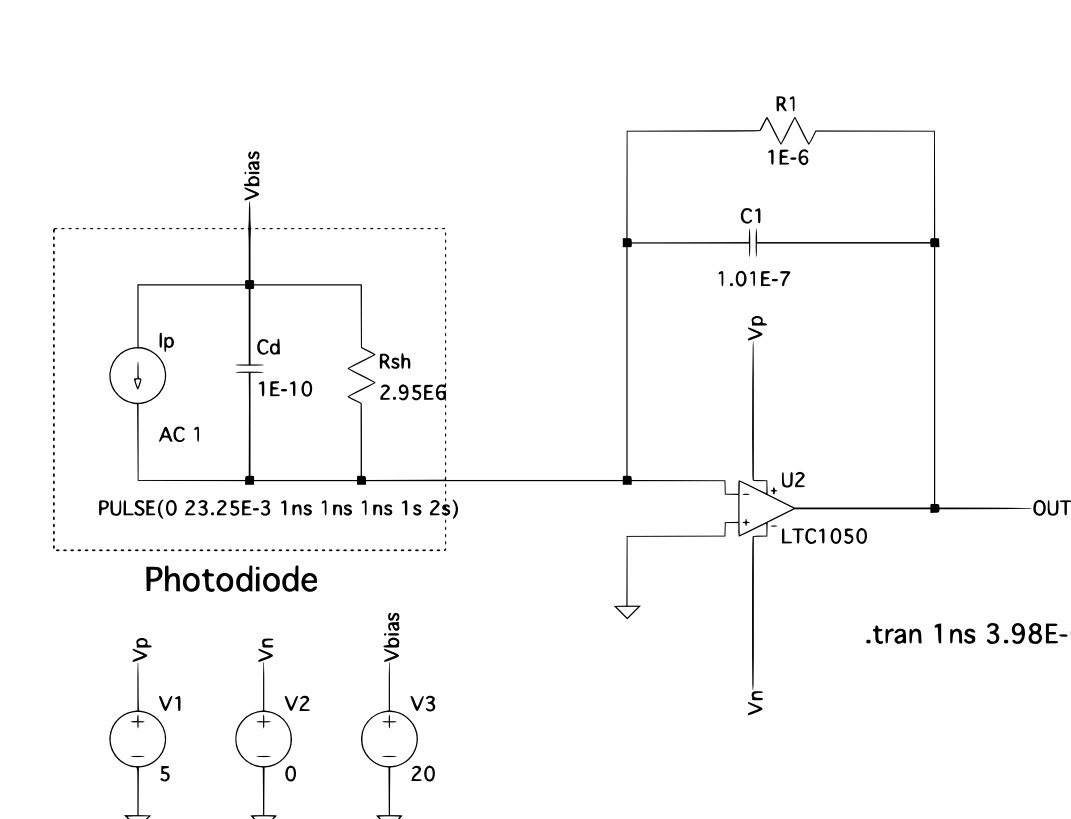 R1
1E-6
Vbias
C1
1.01E-7
Vp
Ip
Cd
1E-10
Rsh
2.95E6
AC 1
PULSE(0 23.25E-3 1ns 1ns 1ns 1s 2s)
-
+
+
-
U2
LTC1050
OUT
Photodiode
.tran 1ns 3.98E-
Vn
Vp
V1
+
-
5
Vn
V2
+
-
0
Vbias
V3
+
-
20